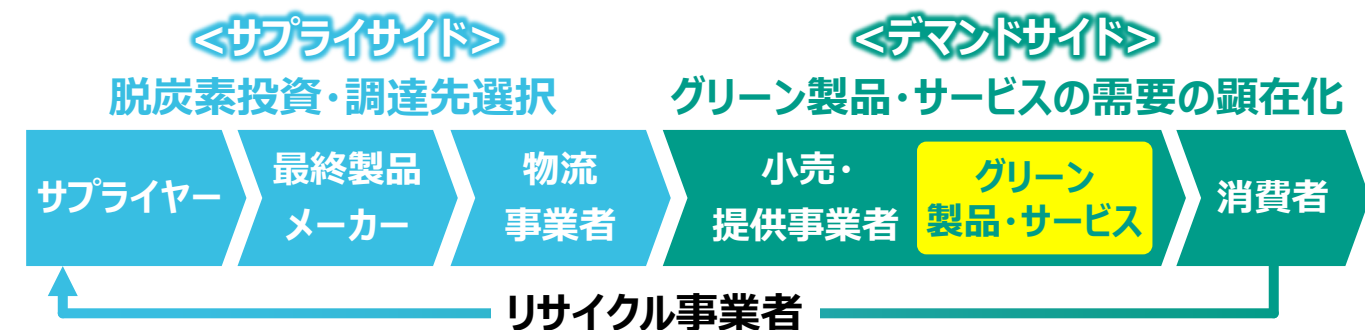 <サプライサイド>
脱炭素投資・調達先選択
<デマンドサイド>
グリーン製品・サービスの需要の顕在化
サプライヤー
最終製品
メーカー
物流
事業者
小売・
提供事業者
グリーン
製品・サービス
消費者
リサイクル事業者